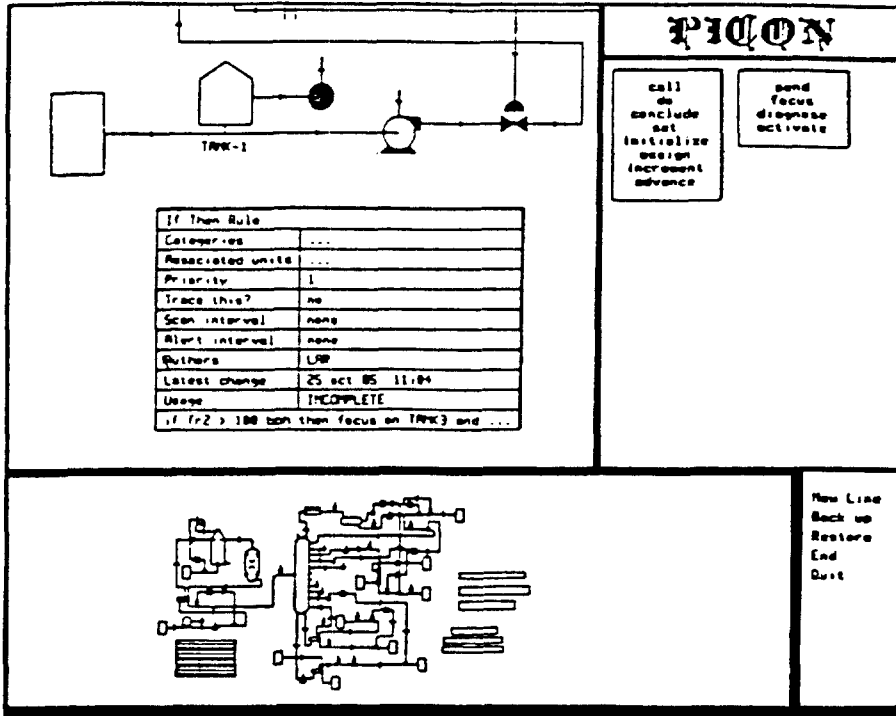 PICON
call
do
conclude
set
initialize
assign
increment
advance
send
focus
diagnose
activate
TANK-1
If Then Rule
Categories ...
Associated units ...
Priority 1
Trace this? no
Scan interval none
Alert interval none
Authors LAR
Latest change 25 oct 85 11:04
Usage INCOMPLETE
if fr2 > 100 bph then focus on TANK3 and ...
New Line
Back up
Restore
End
Quit